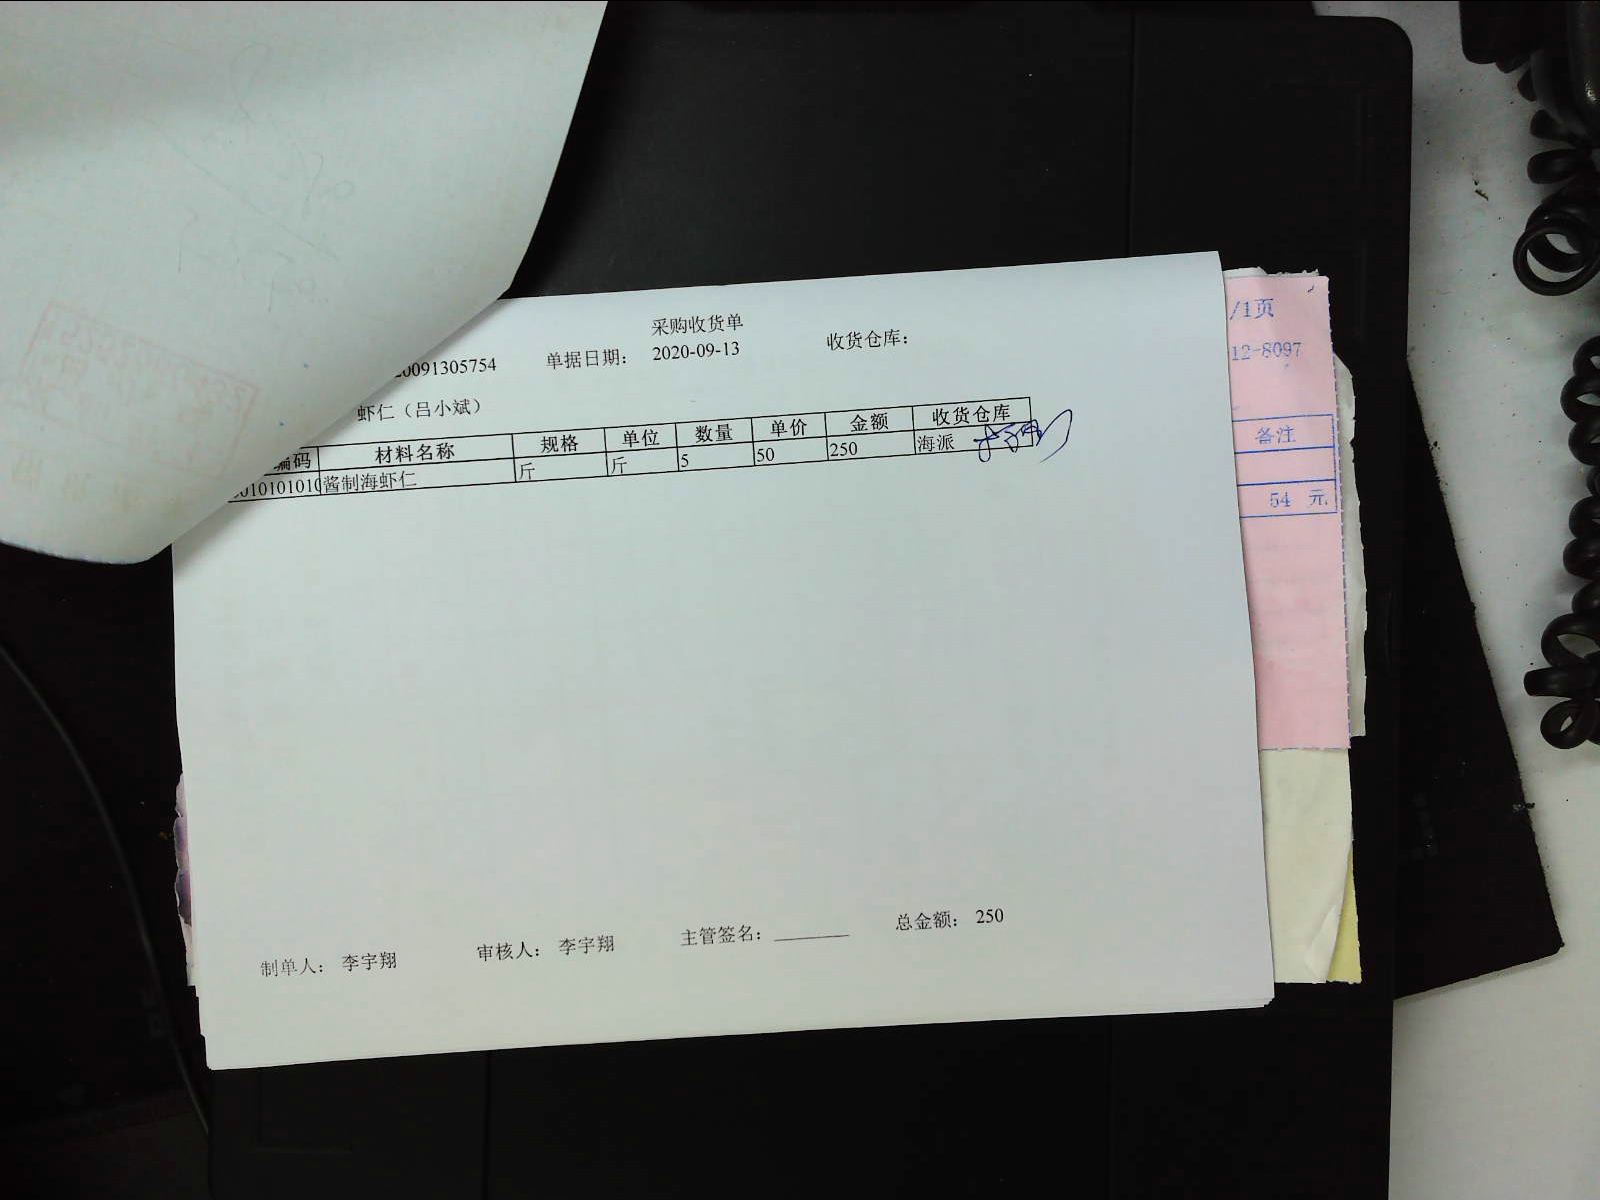 采购收货单
20091305754 单据日期： 2020-09-13 收货仓库：
虾仁（吕小斌）
编码 材料名称 规格 单位 数量 单价 金额 收货仓库
010101010 酱制海虾仁 斤 斤 5 50 250 海派
制单人： 李宇翔 审核人： 李宇翔 主管签名： 总金额： 250
/1页
12-8097
备注
54 元